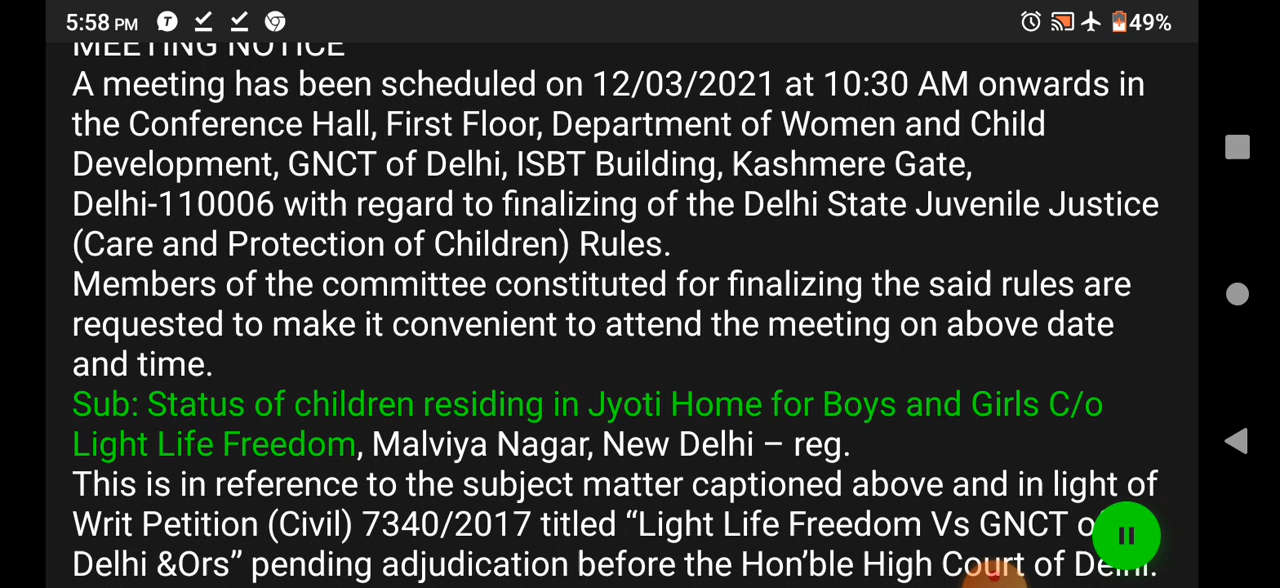 5:58 PM
49%
MEETING NOTICE
A meeting has been scheduled on 12/03/2021 at 10:30 AM onwards in
the Conference Hall, First Floor, Department of Women and Child
Development, GNCT of Delhi, ISBT Building, Kashmere Gate,
Delhi-110006 with regard to finalizing of the Delhi State Juvenile Justice
(Care and Protection of Children) Rules.
Members of the committee constituted for finalizing the said rules are
requested to make it convenient to attend the meeting on above date
and time.
Sub: Status of children residing in Jyoti Home for Boys and Girls C/o
Light Life Freedom, Malviya Nagar, New Delhi – reg.
This is in reference to the subject matter captioned above and in light of
Writ Petition (Civil) 7340/2017 titled “Light Life Freedom Vs GNCT of
Delhi &Ors” pending adjudication before the Hon’ble High Court of Delhi.